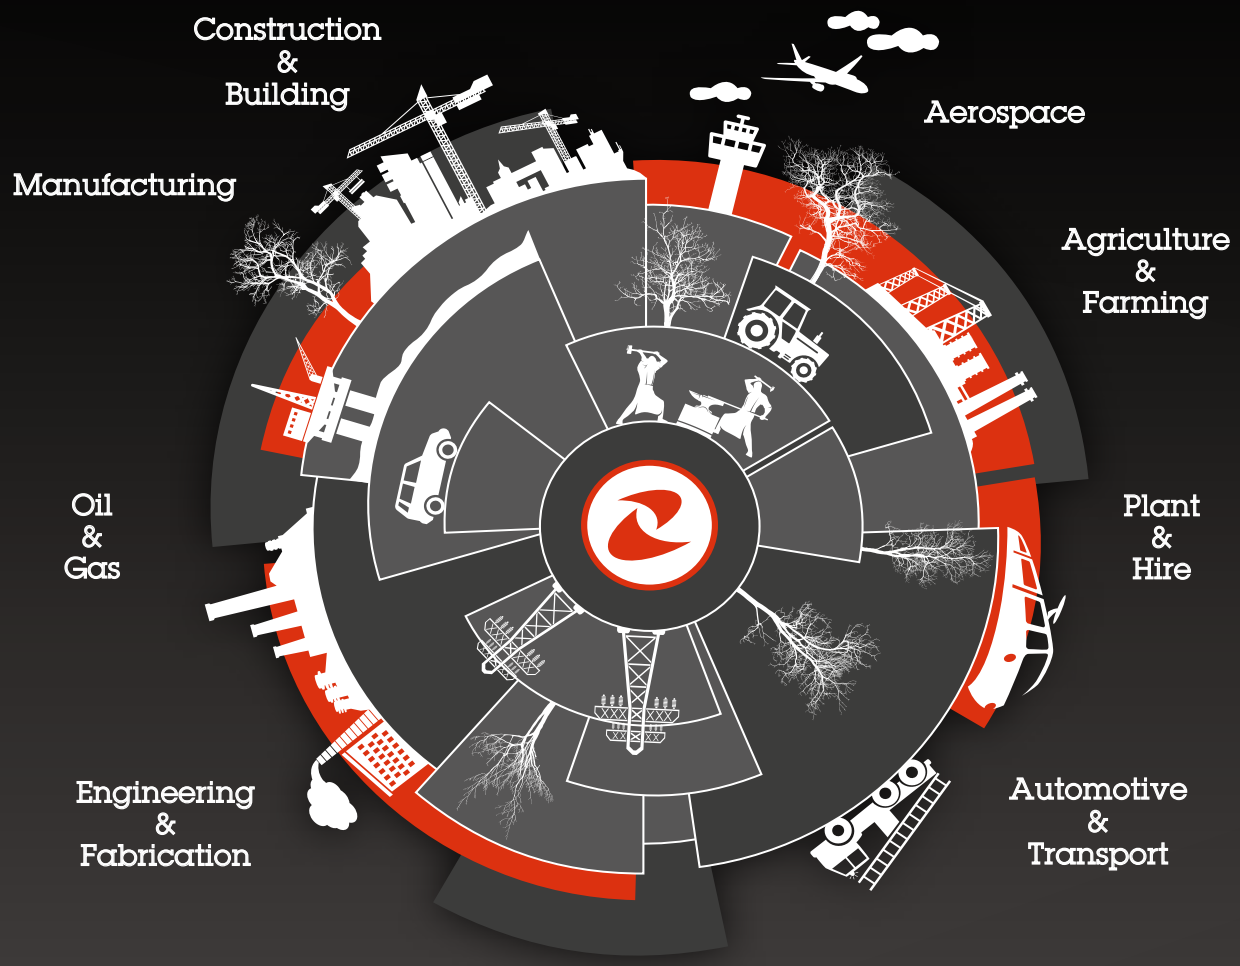 Construction
&
Building
Aerospace
Manufacturing
Agriculture
&
Farming
Oil
&
Gas
Plant
&
Hire
Engineering
&
Fabrication
Automotive
&
Transport